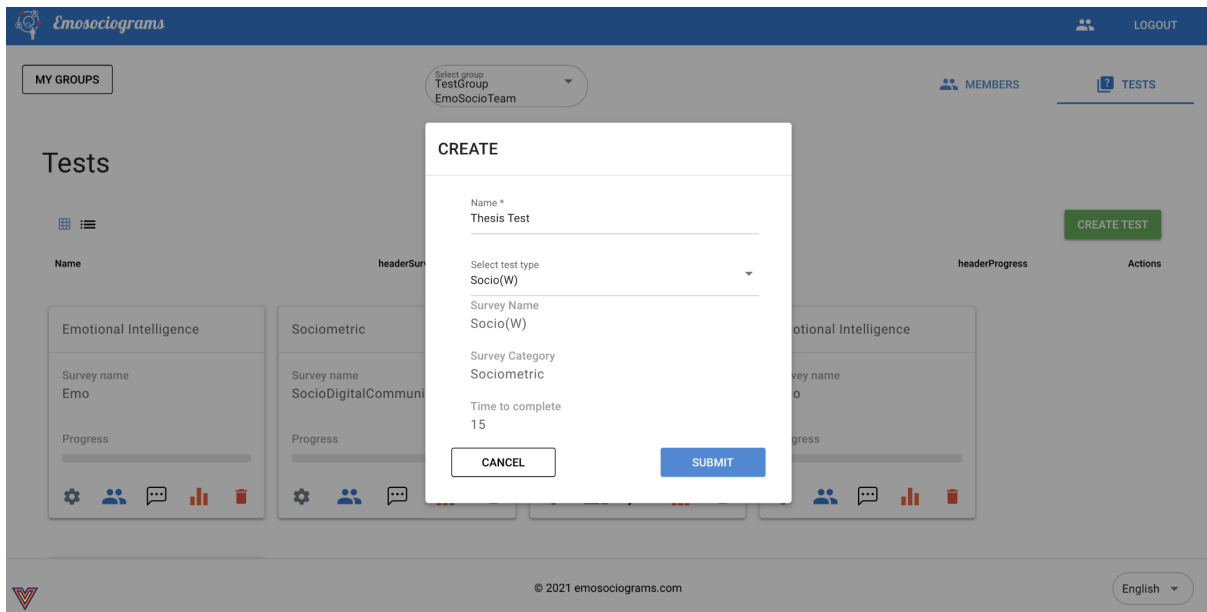 Emosociograms
LOGOUT
MY GROUPS
Select group
TestGroup
EmoSocioTeam
MEMBERS
TESTS
Tests
CREATE TEST
Name
headerSur
headerProgress
Actions
CREATE
Name *
Thesis Test
Select test type
Socio(W)
Survey Name
Socio(W)
Survey Category
Sociometric
Time to complete
15
CANCEL
SUBMIT
Emotional Intelligence
Survey name
Emo
Progress
Sociometric
Survey name
SocioDigitalCommuni
Progress
otional Intelligence
vey name
o
gress
© 2021 emosociograms.com
English